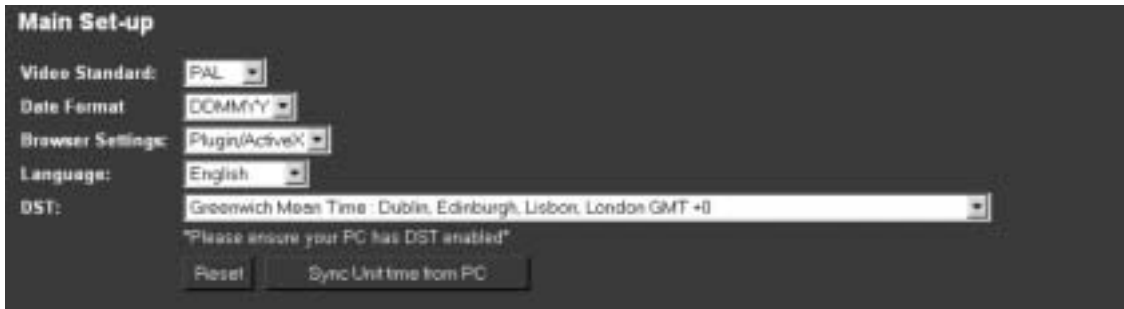 Main Set-up
Video Standard: PAL
Date Format DDMMYY
Browser Settings: Plugin/ActiveX
Language: English
DST: Greenwich Mean Time : Dublin, Edinburgh, Lisbon, London GMT +0
"Please ensure your PC has DST enabled"
Reset Sync Unit time from PC